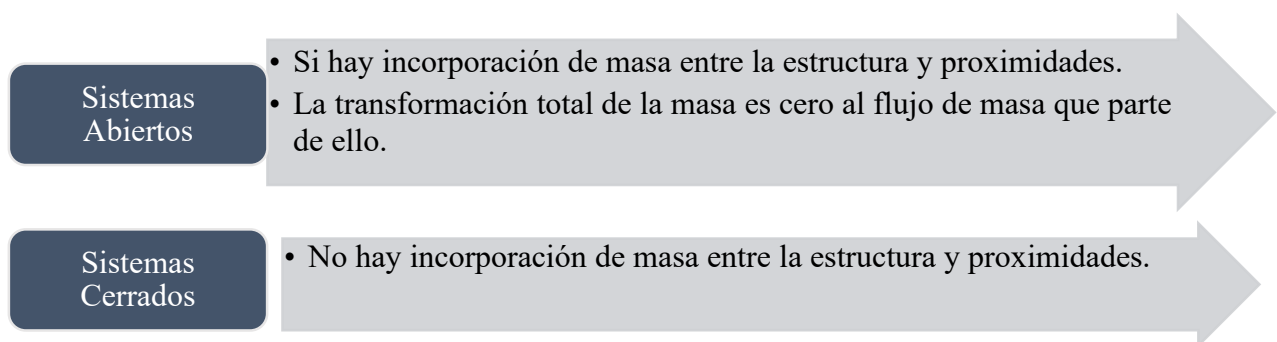 Sistemas
Abiertos
• Si hay incorporación de masa entre la estructura y proximidades.
• La transformación total de la masa es cero al flujo de masa que parte
de ello.
Sistemas
Cerrados
• No hay incorporación de masa entre la estructura y proximidades.